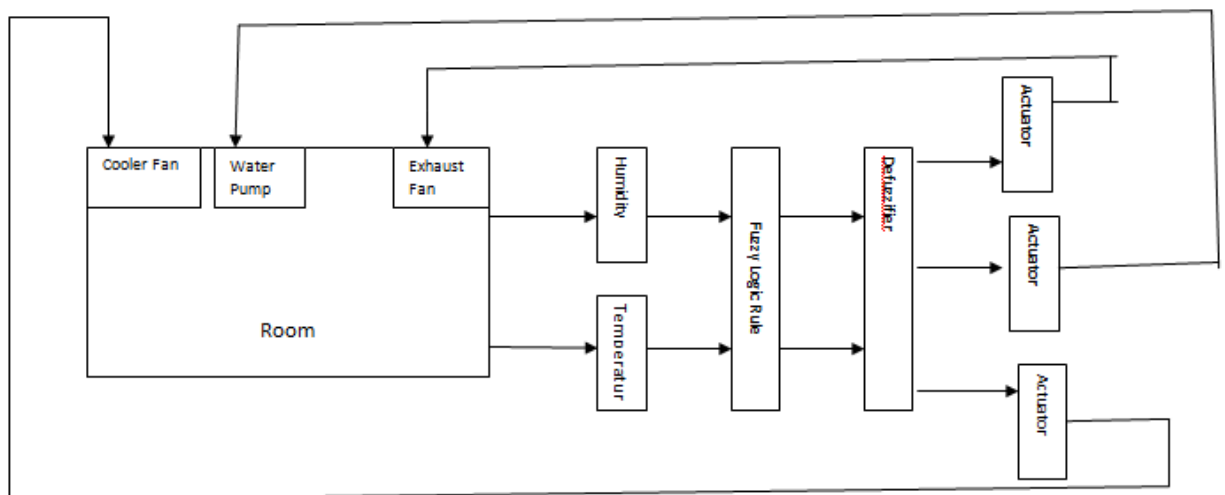 Cooler Fan
Water
Pump
Exhaust
Fan
Room
Humidity
Temperatur
Fuzzy Logic Rule
Defuzzifier
Actuator
Actuator
Actuator